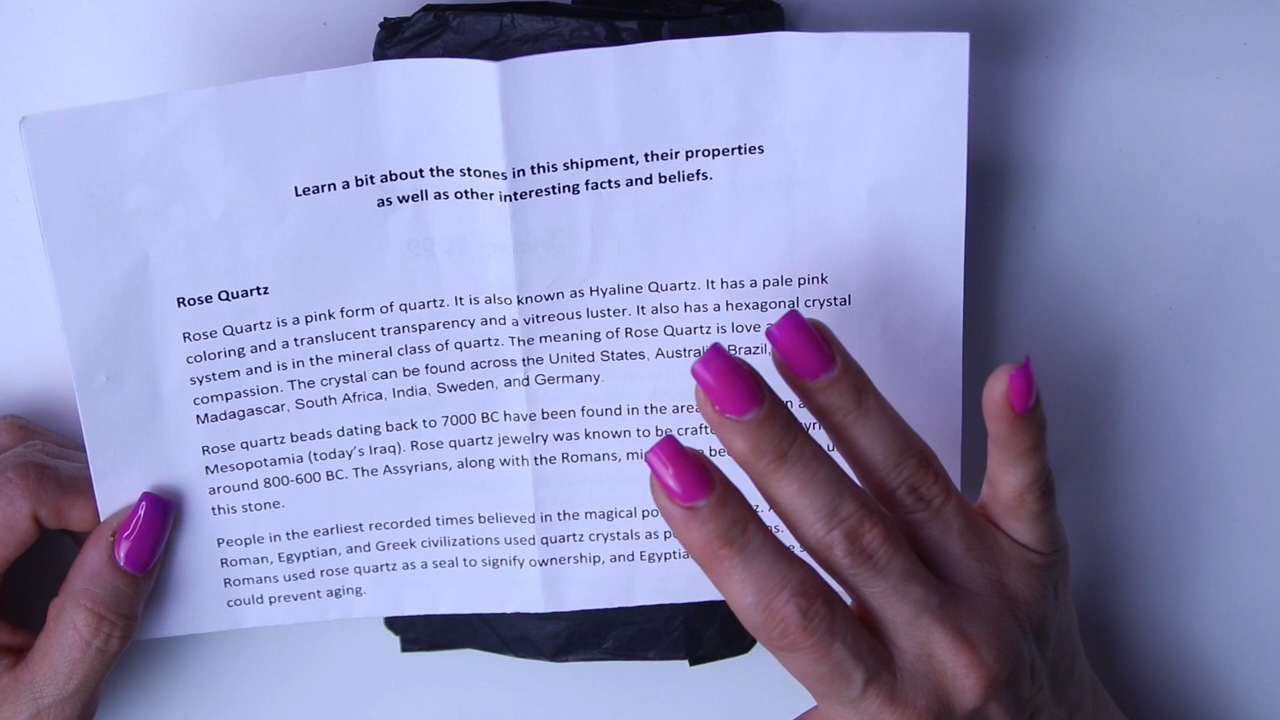 Learn a bit about the stones in this shipment, their properties
as well as other interesting facts and beliefs.
Rose Quartz
Rose Quartz is a pink form of quartz. It is also known as Hyaline Quartz. It has a pale pink
coloring and a translucent transparency and a vitreous luster. It also has a hexagonal crystal
system and is in the mineral class of quartz. The meaning of Rose Quartz is love
compassion. The crystal can be found across the United States, Brazil,
Madagascar, South Africa, India, Sweden, and Germany.
Rose quartz beads dating back to 7000 BC have been found in the
Mesopotamia (today's Iraq). Rose quartz jewelry was known to be
around 800-600 BC. The Assyrians, along with the Romans,
this stone.
People in the earliest recorded times believed in the magical
Roman, Egyptian, and Greek civilizations used quartz crystals as
Romans used rose quartz as a seal to signify ownership, and
could prevent aging.